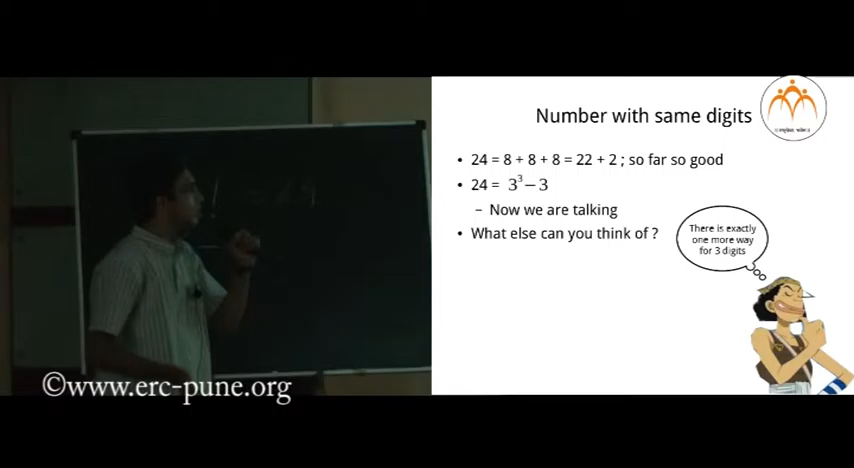 Number with same digits
• 24 = 8 + 8 + 8 = 22 + 2 ; so far so good
• 24 = 3³ – 3
– Now we are talking
• What else can you think of ?
There is exactly
one more way
for 3 digits
©www.erc-pune.org